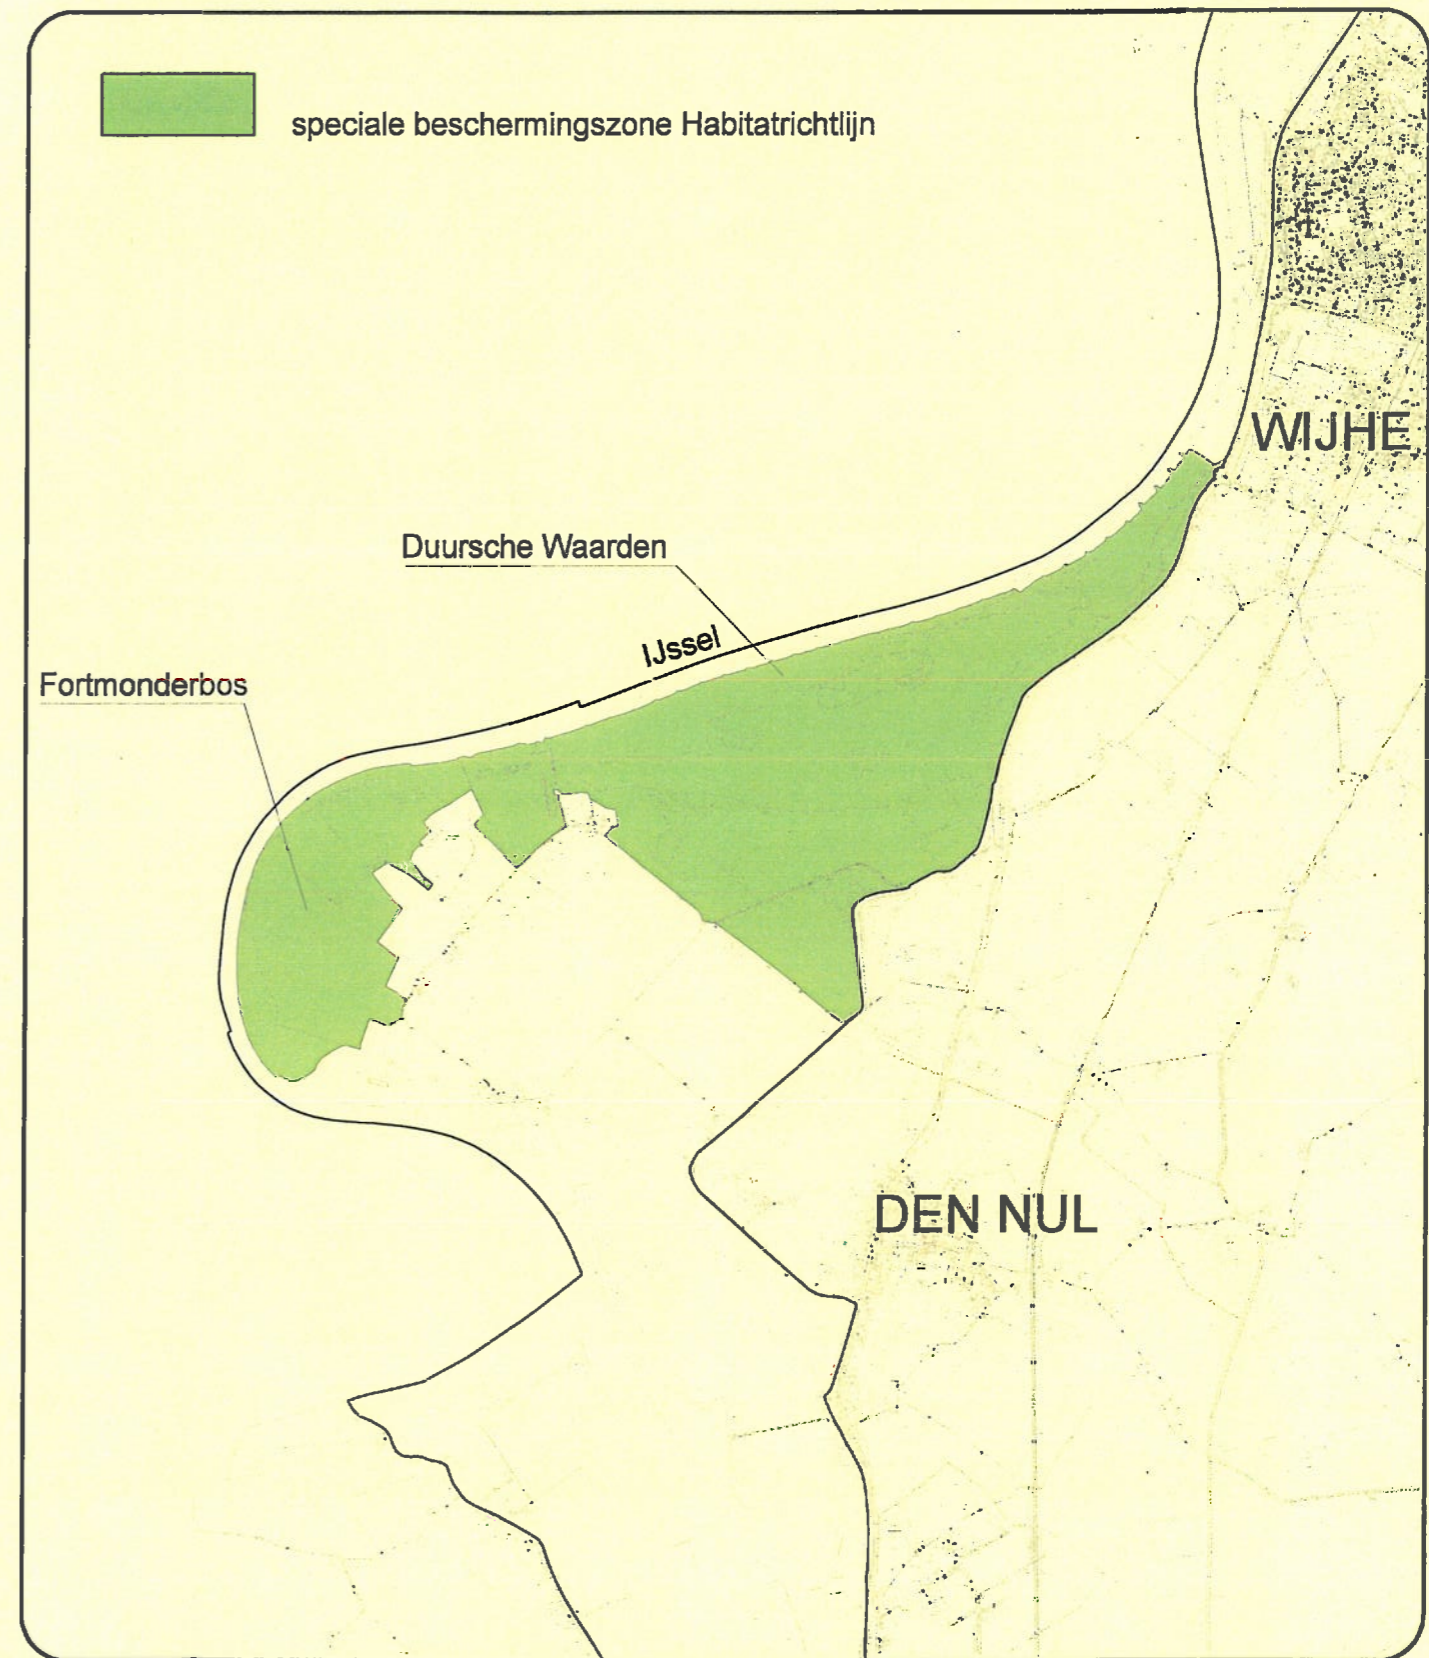 speciale beschermingszone Habitatrichtlijn
WIJHE
Duursche Waarden
IJssel
Fortmonderbos
DEN NUL